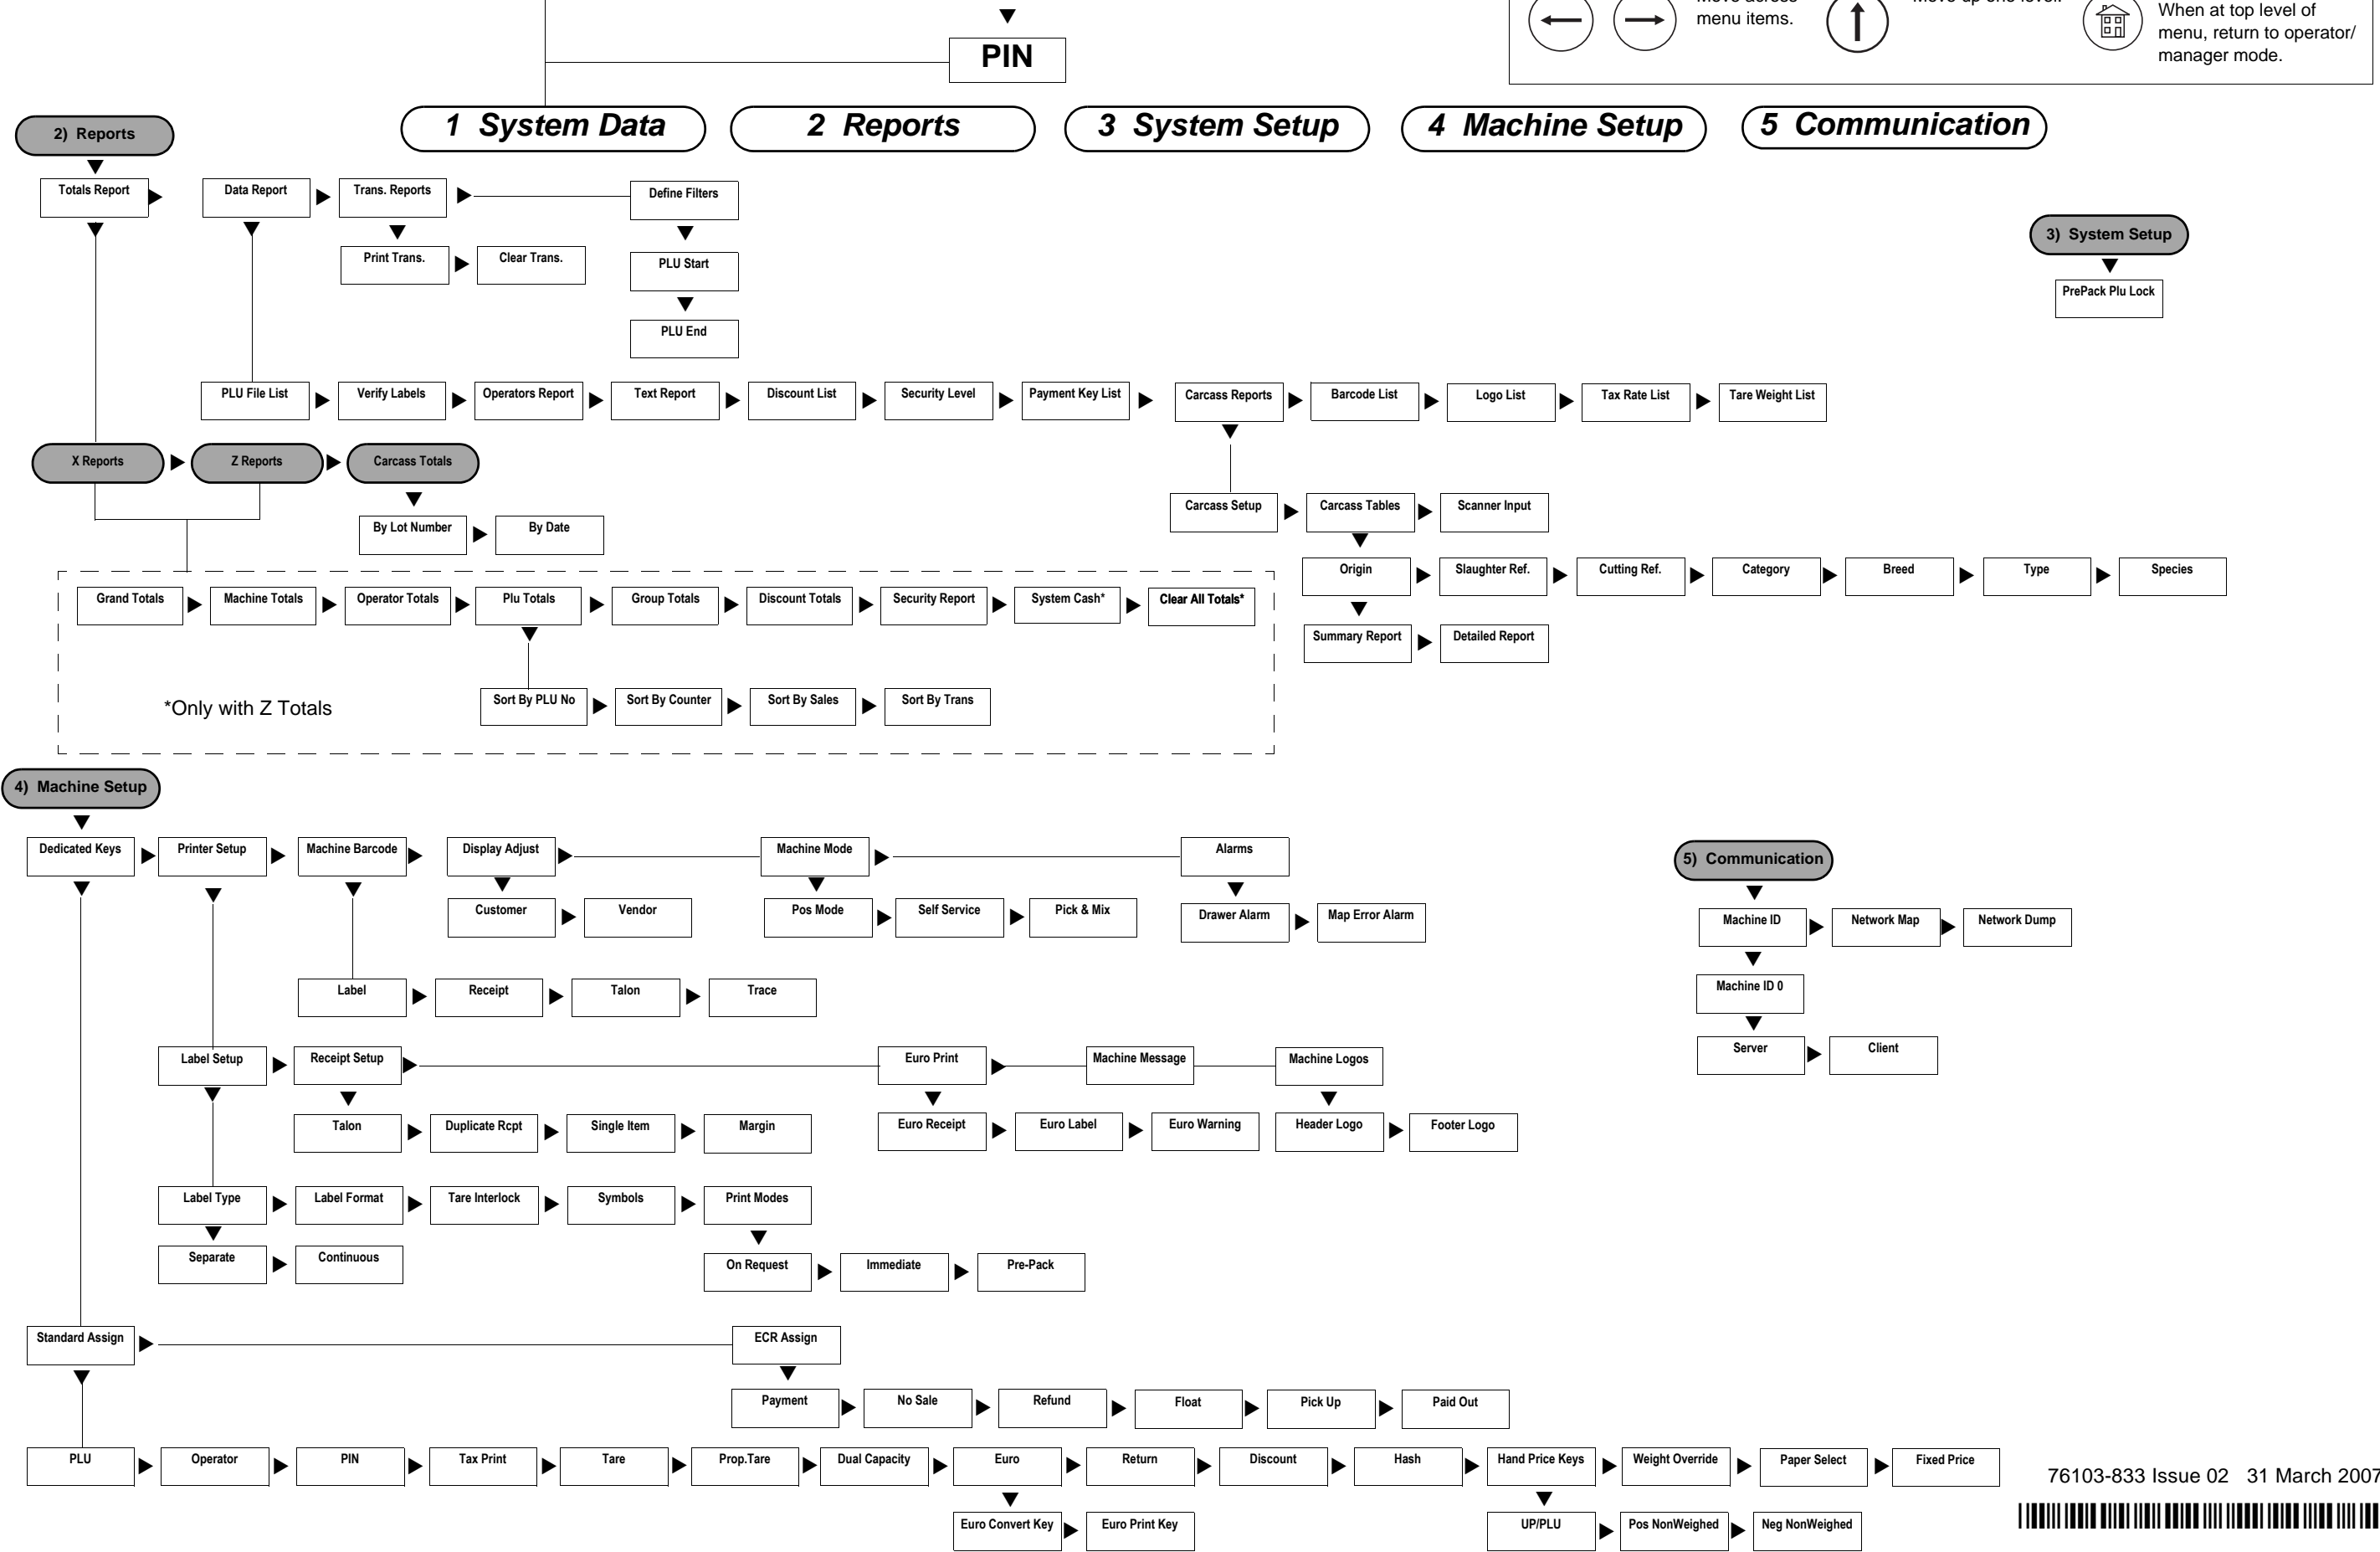 Move across
menu items.
Move up one level.
When at top level of
menu, return to operator/
manager mode.
PIN
1 System Data
2 Reports
3 System Setup
4 Machine Setup
5 Communication
2) Reports
Totals Report
Data Report
Trans. Reports
Define Filters
Print Trans.
Clear Trans.
PLU Start
PLU End
3) System Setup
PrePack Plu Lock
PLU File List
Verify Labels
Operators Report
Text Report
Discount List
Security Level
Payment Key List
Carcass Reports
Barcode List
Logo List
Tax Rate List
Tare Weight List
X Reports
Z Reports
Carcass Totals
By Lot Number
By Date
Carcass Setup
Carcass Tables
Scanner Input
Origin
Slaughter Ref.
Cutting Ref.
Category
Breed
Type
Species
Summary Report
Detailed Report
Grand Totals
Machine Totals
Operator Totals
Plu Totals
Group Totals
Discount Totals
Security Report
System Cash*
Clear All Totals*
Sort By PLU No
Sort By Counter
Sort By Sales
Sort By Trans
*Only with Z Totals
4) Machine Setup
Dedicated Keys
Printer Setup
Machine Barcode
Display Adjust
Machine Mode
Alarms
Customer
Vendor
Pos Mode
Self Service
Pick & Mix
Drawer Alarm
Map Error Alarm
Label
Receipt
Talon
Trace
5) Communication
Machine ID
Network Map
Network Dump
Machine ID 0
Server
Client
Label Setup
Receipt Setup
Euro Print
Machine Message
Machine Logos
Talon
Duplicate Rcpt
Single Item
Margin
Euro Receipt
Euro Label
Euro Warning
Header Logo
Footer Logo
Label Type
Label Format
Tare Interlock
Symbols
Print Modes
Separate
Continuous
On Request
Immediate
Pre-Pack
Standard Assign
ECR Assign
Payment
No Sale
Refund
Float
Pick Up
Paid Out
PLU
Operator
PIN
Tax Print
Tare
Prop.Tare
Dual Capacity
Euro
Return
Discount
Hash
Hand Price Keys
Weight Override
Paper Select
Fixed Price
Euro Convert Key
Euro Print Key
UP/PLU
Pos NonWeighed
Neg NonWeighed
76103-833 Issue 02 31 March 2007